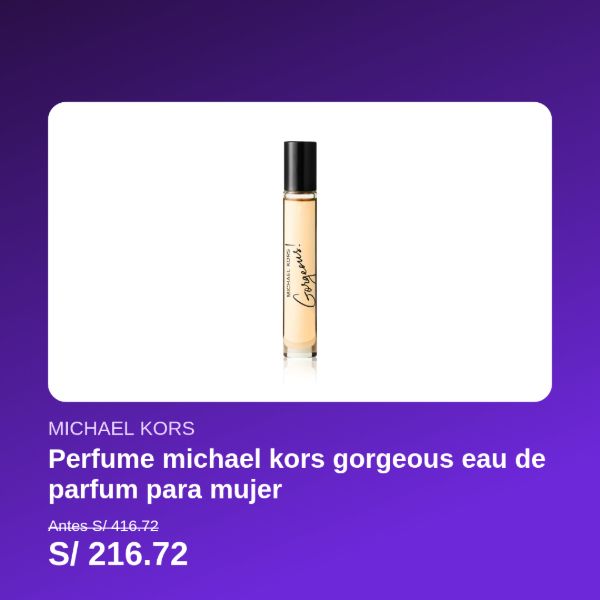 MICHAEL KORS
Gorgeous!
MICHAEL KORS
Perfume michael kors gorgeous eau de
parfum para mujer
Antes S/ 416.72
S/ 216.72